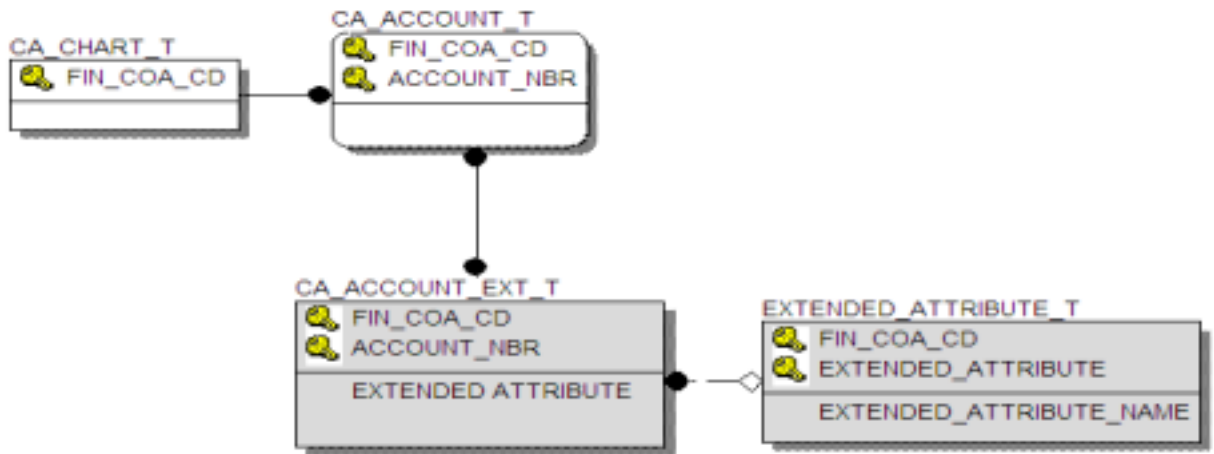 CA_CHART_T
FIN_COA_CD
CA_ACCOUNT_T
FIN_COA_CD
ACCOUNT_NBR
CA_ACCOUNT_EXT_T
FIN_COA_CD
ACCOUNT_NBR
EXTENDED ATTRIBUTE
EXTENDED_ATTRIBUTE_T
FIN_COA_CD
EXTENDED_ATTRIBUTE
EXTENDED_ATTRIBUTE_NAME